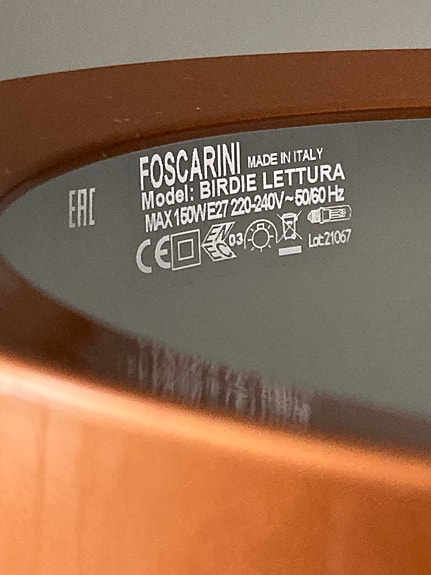 FOSCARINI MADE IN ITALY
Model: BIRDIE LETTURA
EAC
MAX 150W E27 220-240V~50/60 Hz
CE ENEC 03 Lot:21067